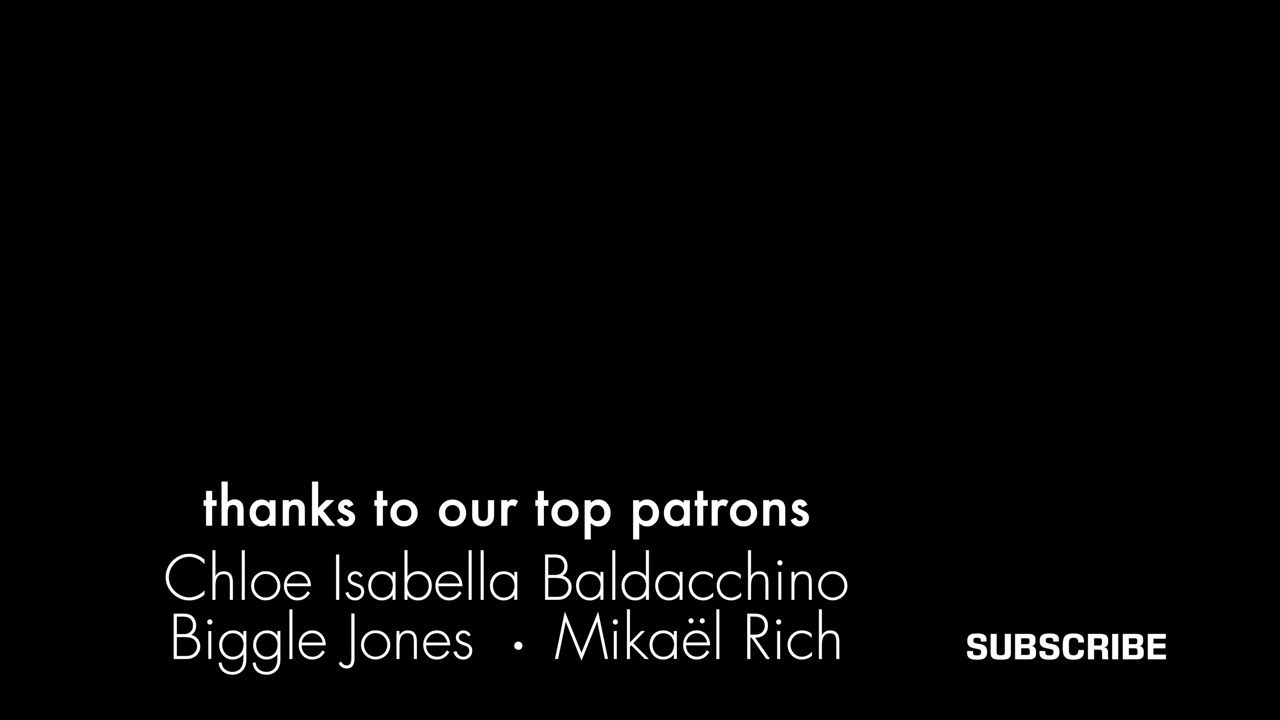 thanks to our top patrons
Chloe Isabella Baldacchino
Biggle Jones • Mikaël Rich
SUBSCRIBE